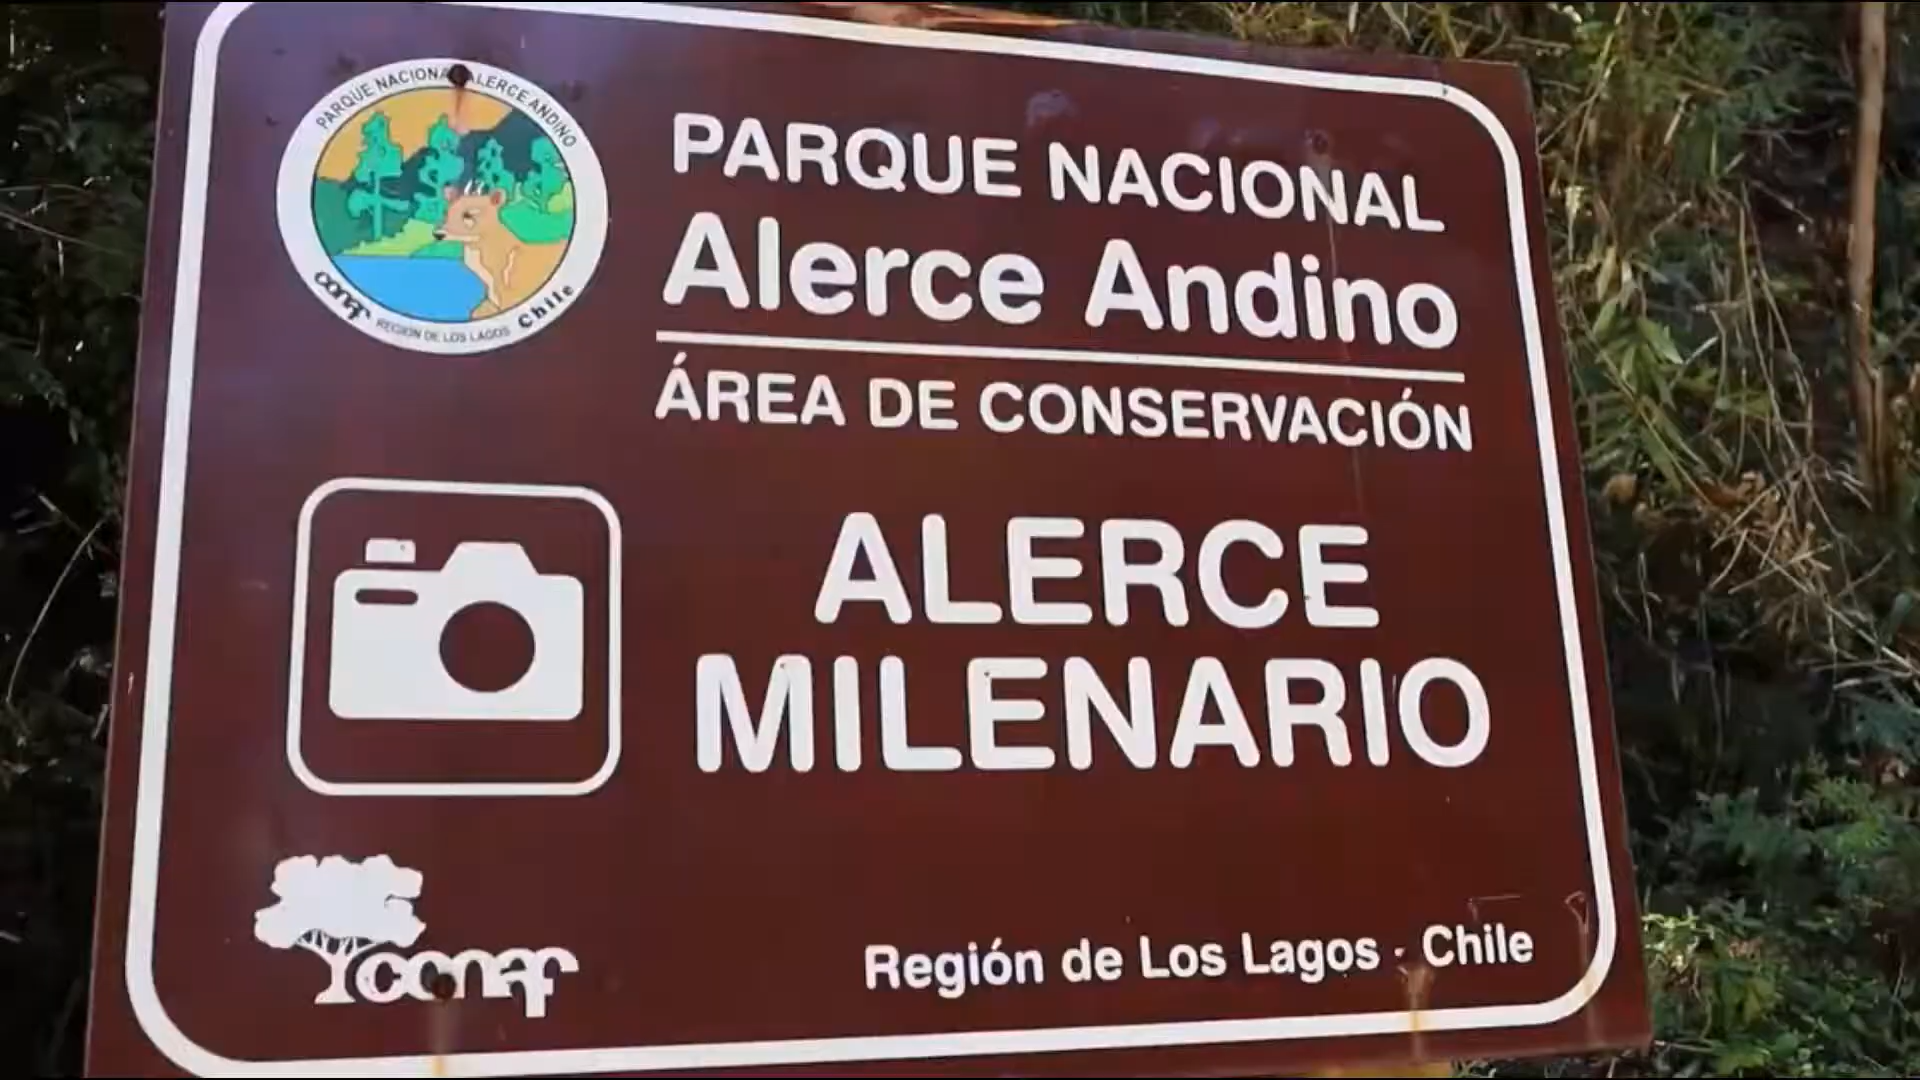 PARQUE NACIONAL ALERCE ANDINO
conaf REGIÓN DE LOS LAGOS Chile
PARQUE NACIONAL
Alerce Andino
ÁREA DE CONSERVACIÓN
ALERCE
MILENARIO
conaf
Región de Los Lagos · Chile